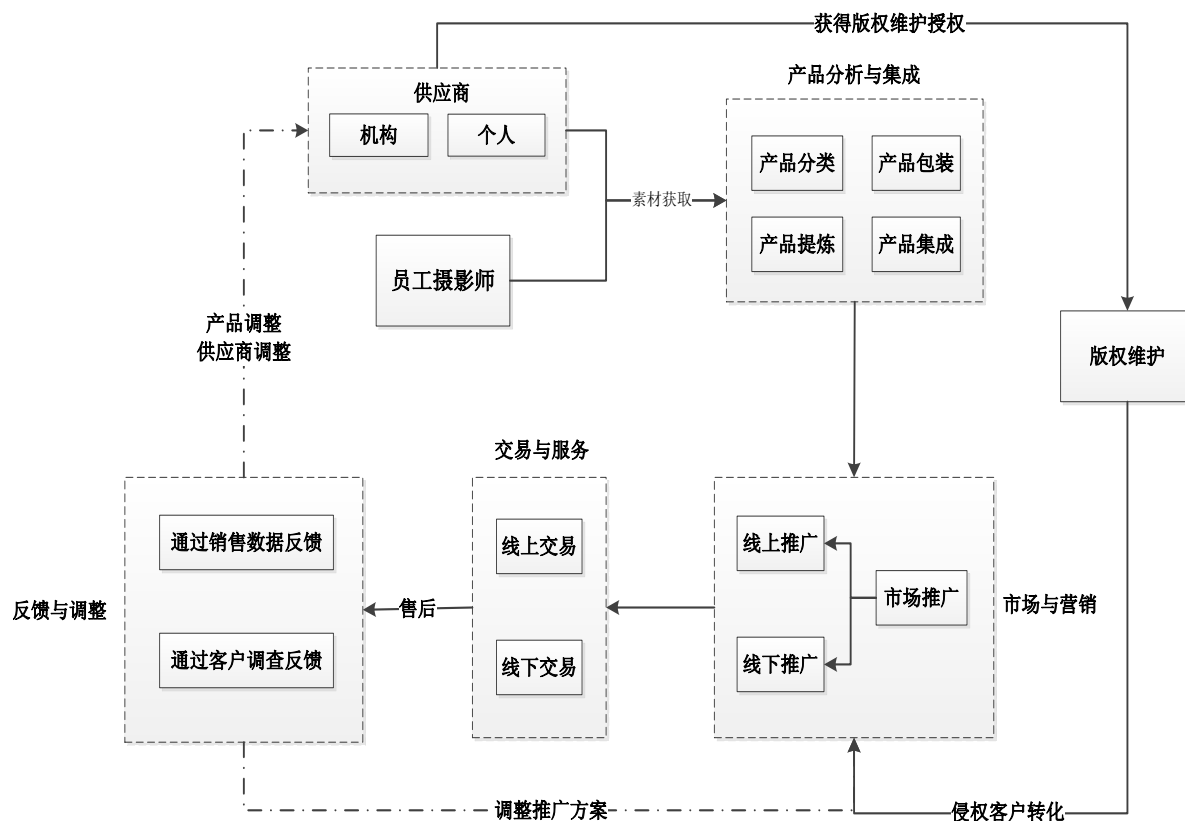 获得版权维护授权
产品分析与集成
供应商
机构
个人
产品分类
产品包装
素材获取
产品提炼
产品集成
员工摄影师
产品调整
供应商调整
版权维护
交易与服务
通过销售数据反馈
线上交易
线上推广
市场推广
反馈与调整
售后
市场与营销
通过客户调查反馈
线下交易
线下推广
调整推广方案
侵权客户转化